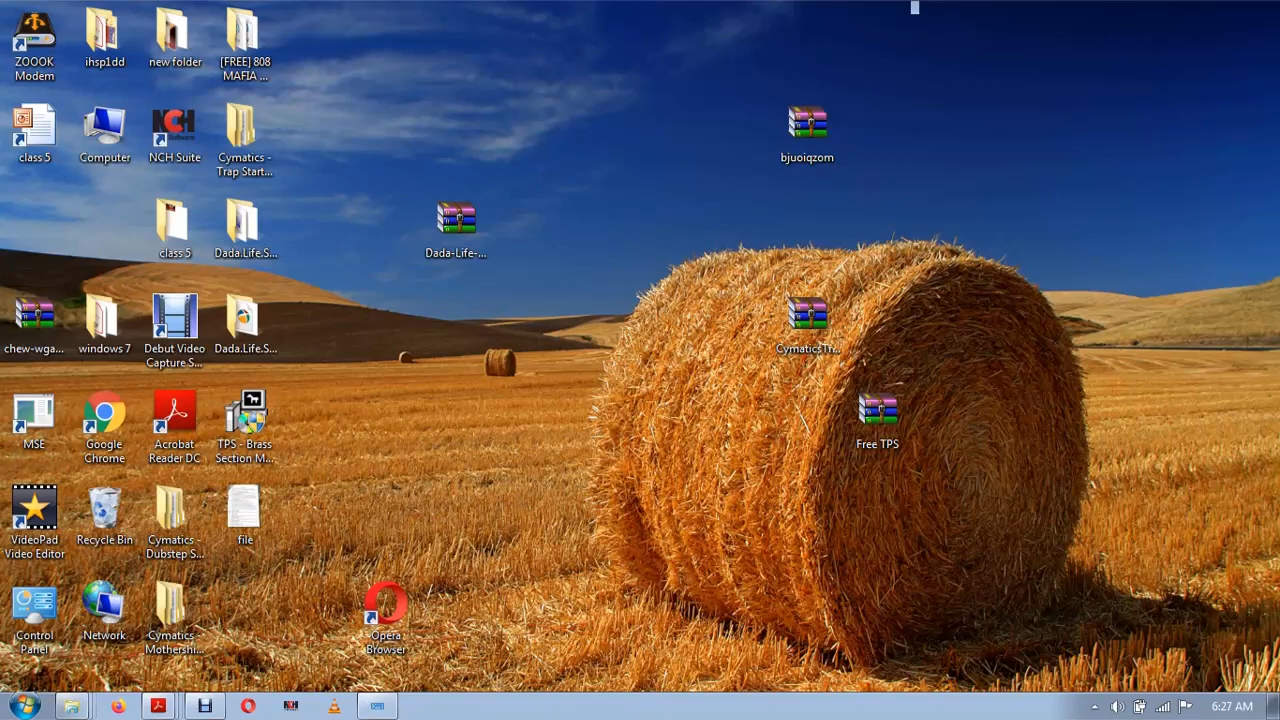 ZOOOK
Modem
ihsp1dd
new folder
[FREE] 808
MAFIA ...
class 5
Computer
NCH
Software
NCH Suite
Cymatics -
Trap Start...
bjuoiqzom
class 5
Dada.Life.S...
Dada-Life-...
chew-wga...
windows 7
Debut Video
Capture S...
Dada.Life.S...
CymaticsTr...
MSE
Google
Chrome
Acrobat
Reader DC
TPS - Brass
Section M...
Free TPS
VideoPad
Video Editor
Recycle Bin
Cymatics -
Dubstep S...
file
Control
Panel
Network
Cymatics -
Mothershi...
Opera
Browser
NCH
6:27 AM